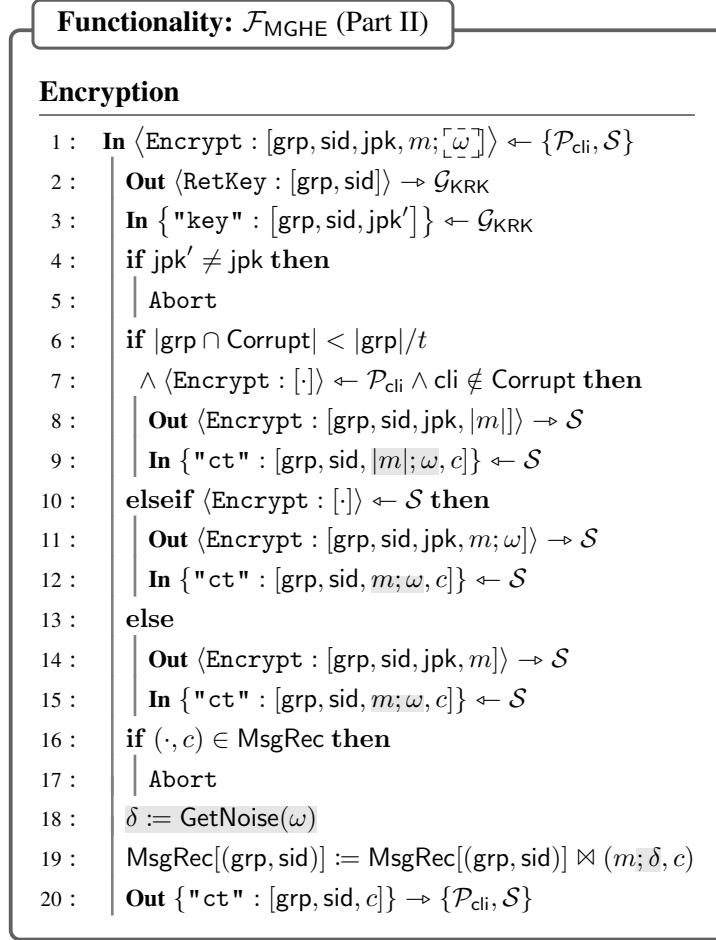 Functionality: F_MGHE (Part II)
Encryption
1 : In ⟨Encrypt : [grp, sid, jpk, m; ω]⟩ ← {P_cli, S}
2 : Out ⟨RetKey : [grp, sid]⟩ → G_KRK
3 : In {"key" : [grp, sid, jpk′]} ← G_KRK
4 : if jpk′ ≠ jpk then
5 : Abort
6 : if |grp ∩ Corrupt| < |grp|/t
7 : ∧ ⟨Encrypt : [·]⟩ ← P_cli ∧ cli ∉ Corrupt then
8 : Out ⟨Encrypt : [grp, sid, jpk, |m|]⟩ → S
9 : In {"ct" : [grp, sid, |m|; ω, c]} ← S
10 : elseif ⟨Encrypt : [·]⟩ ← S then
11 : Out ⟨Encrypt : [grp, sid, jpk, m; ω]⟩ → S
12 : In {"ct" : [grp, sid, m; ω, c]} ← S
13 : else
14 : Out ⟨Encrypt : [grp, sid, jpk, m]⟩ → S
15 : In {"ct" : [grp, sid, m; ω, c]} ← S
16 : if (·, c) ∈ MsgRec then
17 : Abort
18 : δ := GetNoise(ω)
19 : MsgRec[(grp, sid)] := MsgRec[(grp, sid)] ⋈ (m; δ, c)
20 : Out {"ct" : [grp, sid, c]} → {P_cli, S}